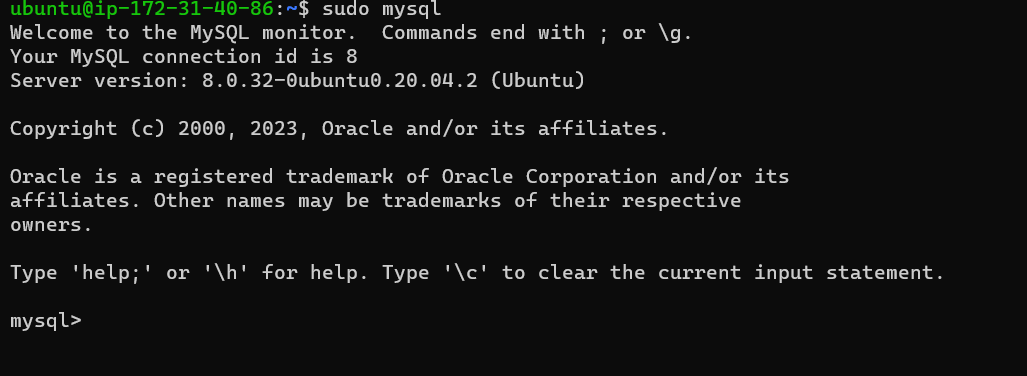 ubuntu@ip-172-31-40-86:~$ sudo mysql
Welcome to the MySQL monitor.  Commands end with ; or \g.
Your MySQL connection id is 8
Server version: 8.0.32-0ubuntu0.20.04.2 (Ubuntu)
Copyright (c) 2000, 2023, Oracle and/or its affiliates.
Oracle is a registered trademark of Oracle Corporation and/or its
affiliates. Other names may be trademarks of their respective
owners.
Type 'help;' or '\h' for help. Type '\c' to clear the current input statement.
mysql>